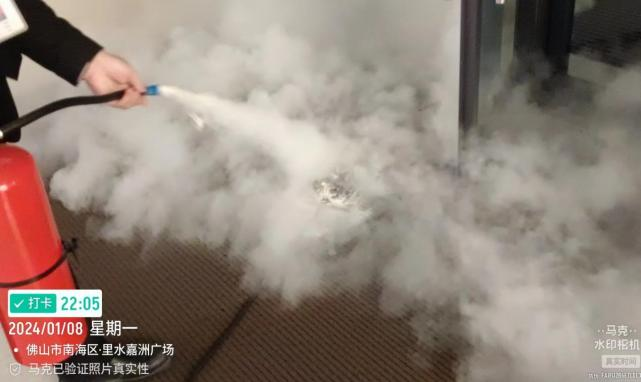 打卡 22:05
2024/01/08 星期一
佛山市南海区·里水嘉洲广场
马克已验证照片真实性
马克
水印相机
真实时间